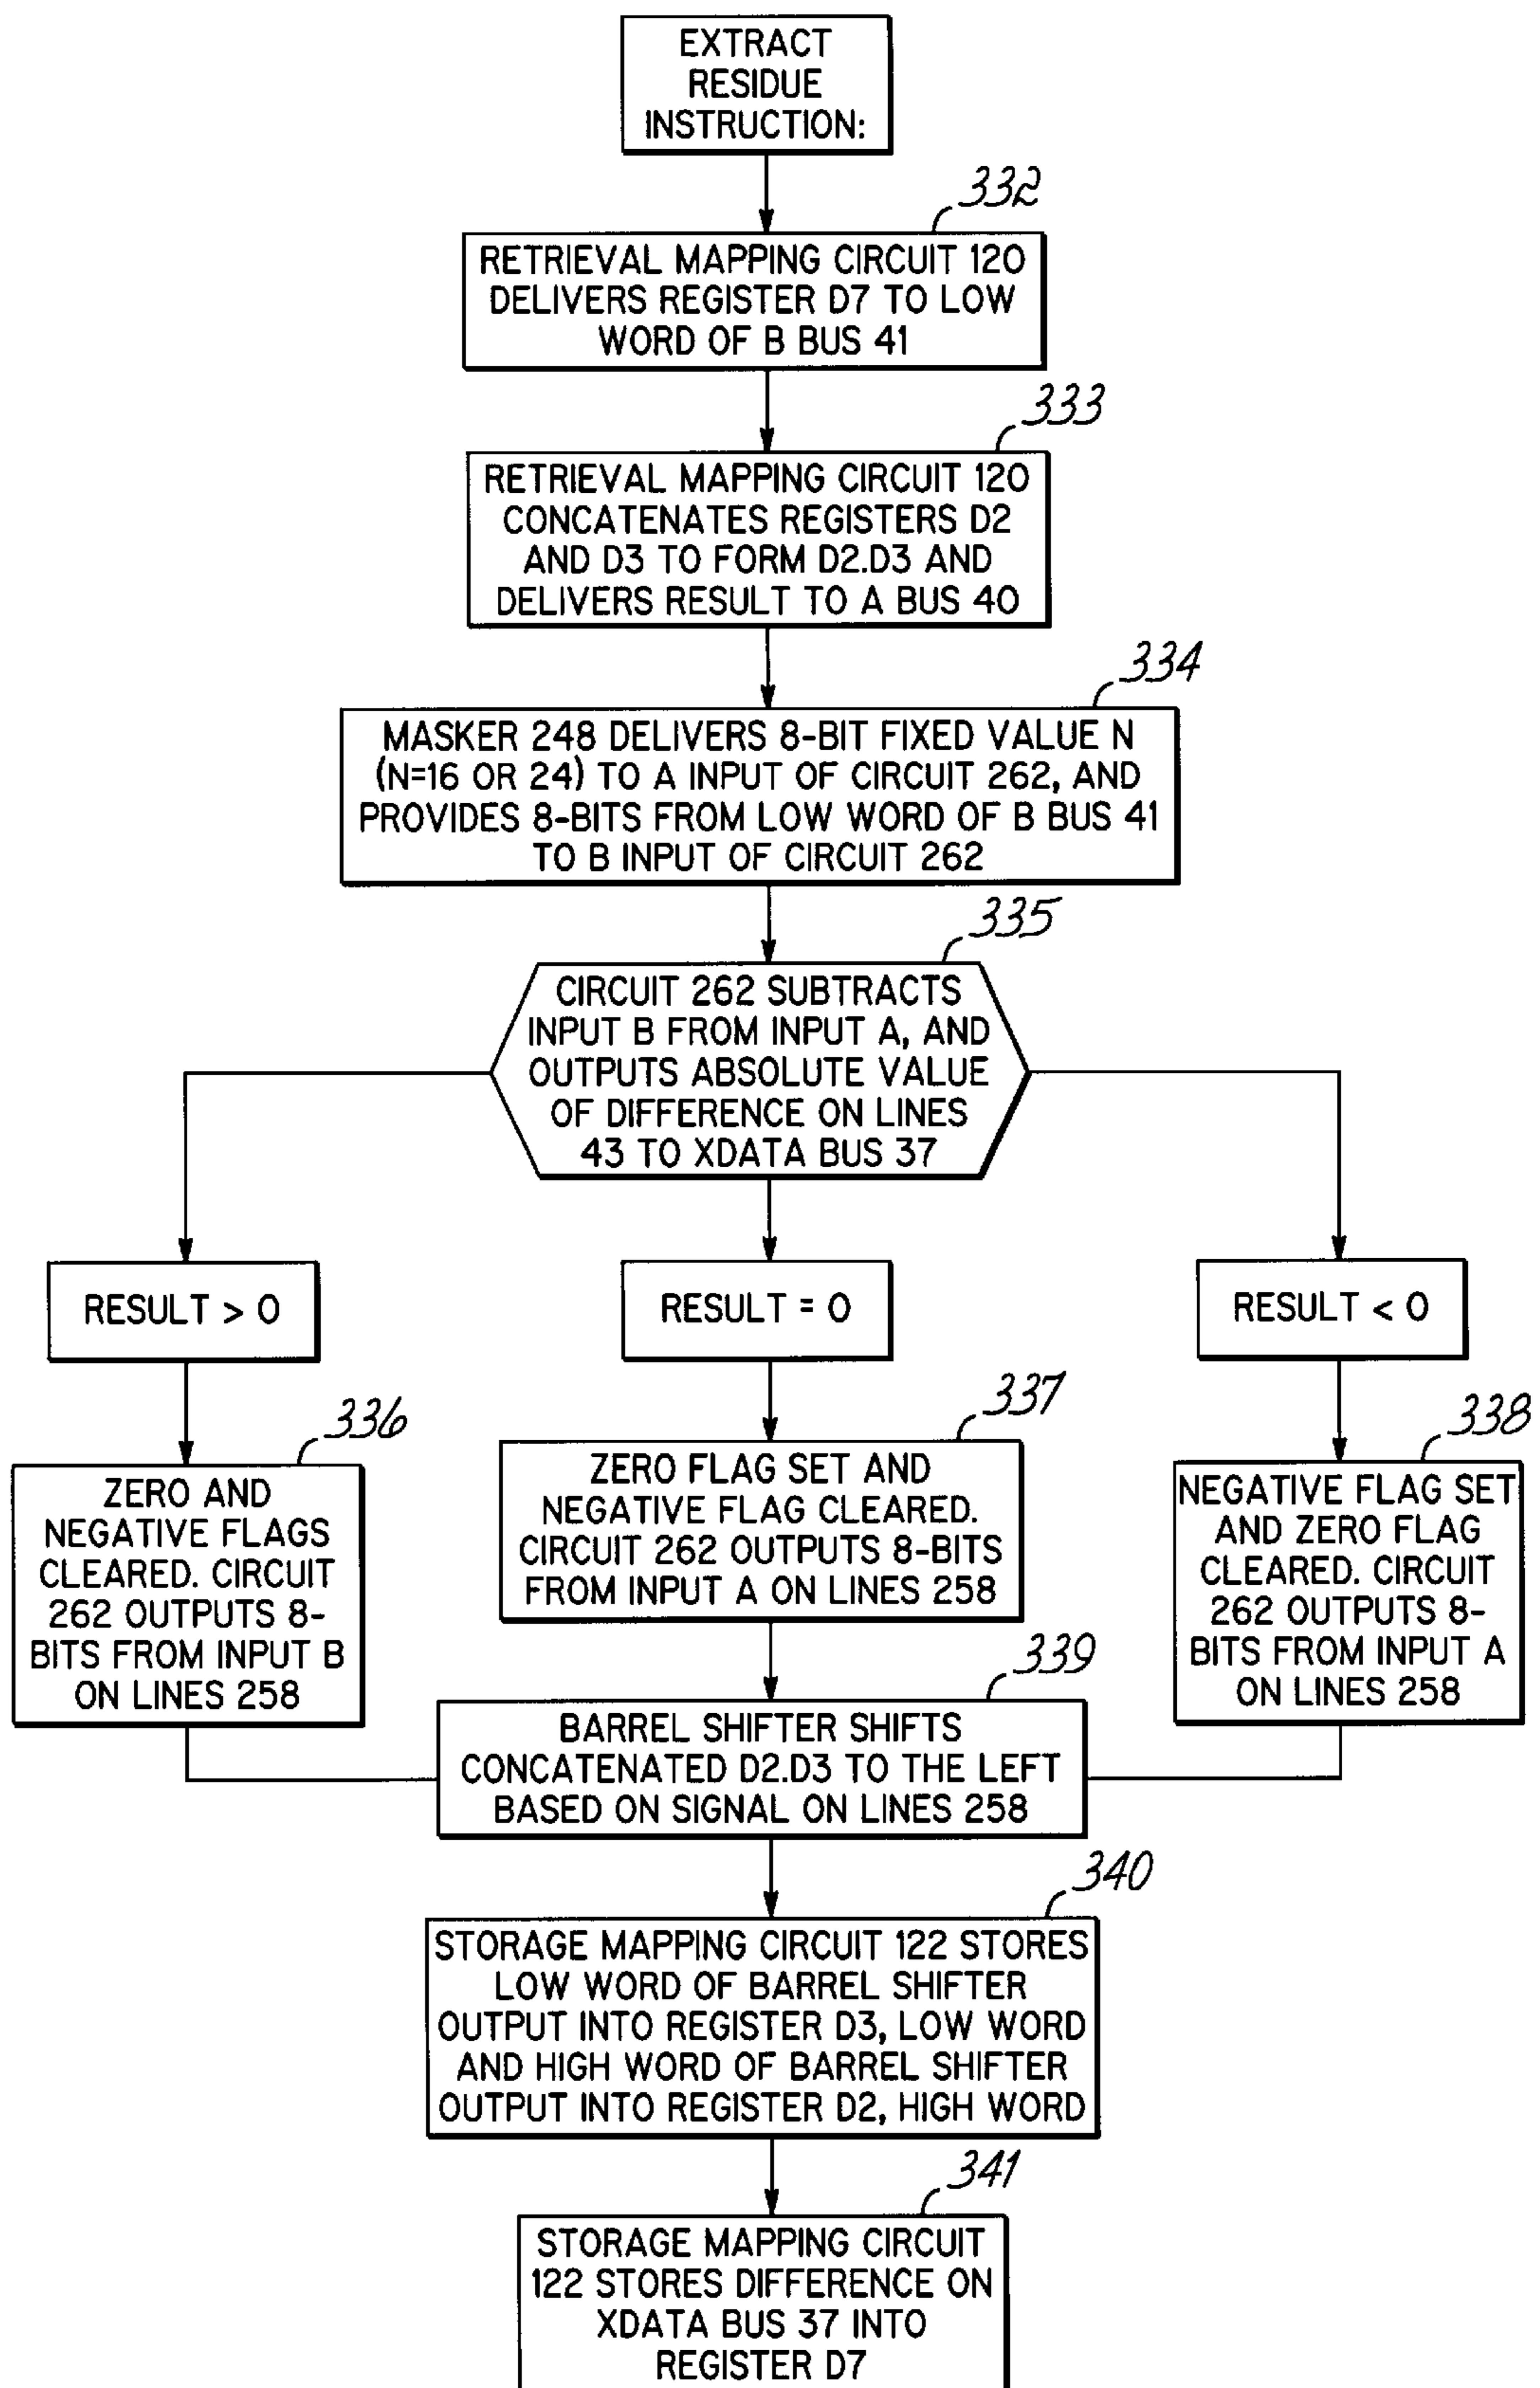 EXTRACT
RESIDUE
INSTRUCTION:
332
RETRIEVAL MAPPING CIRCUIT 120
DELIVERS REGISTER D7 TO LOW
WORD OF B BUS 41
333
RETRIEVAL MAPPING CIRCUIT 120
CONCATENATES REGISTERS D2
AND D3 TO FORM D2.D3 AND
DELIVERS RESULT TO A BUS 40
334
MASKER 248 DELIVERS 8-BIT FIXED VALUE N
(N=16 OR 24) TO A INPUT OF CIRCUIT 262, AND
PROVIDES 8-BITS FROM LOW WORD OF B BUS 41
TO B INPUT OF CIRCUIT 262
335
CIRCUIT 262 SUBTRACTS
INPUT B FROM INPUT A, AND
OUTPUTS ABSOLUTE VALUE
OF DIFFERENCE ON LINES
43 TO XDATA BUS 37
RESULT > 0
RESULT = 0
RESULT < 0
336
ZERO AND
NEGATIVE FLAGS
CLEARED. CIRCUIT
262 OUTPUTS 8-
BITS FROM INPUT B
ON LINES 258
337
ZERO FLAG SET AND
NEGATIVE FLAG CLEARED.
CIRCUIT 262 OUTPUTS 8-BITS
FROM INPUT A ON LINES 258
338
NEGATIVE FLAG SET
AND ZERO FLAG
CLEARED. CIRCUIT
262 OUTPUTS 8-
BITS FROM INPUT A
ON LINES 258
339
BARREL SHIFTER SHIFTS
CONCATENATED D2.D3 TO THE LEFT
BASED ON SIGNAL ON LINES 258
340
STORAGE MAPPING CIRCUIT 122 STORES
LOW WORD OF BARREL SHIFTER
OUTPUT INTO REGISTER D3, LOW WORD
AND HIGH WORD OF BARREL SHIFTER
OUTPUT INTO REGISTER D2, HIGH WORD
341
STORAGE MAPPING CIRCUIT
122 STORES DIFFERENCE ON
XDATA BUS 37 INTO
REGISTER D7